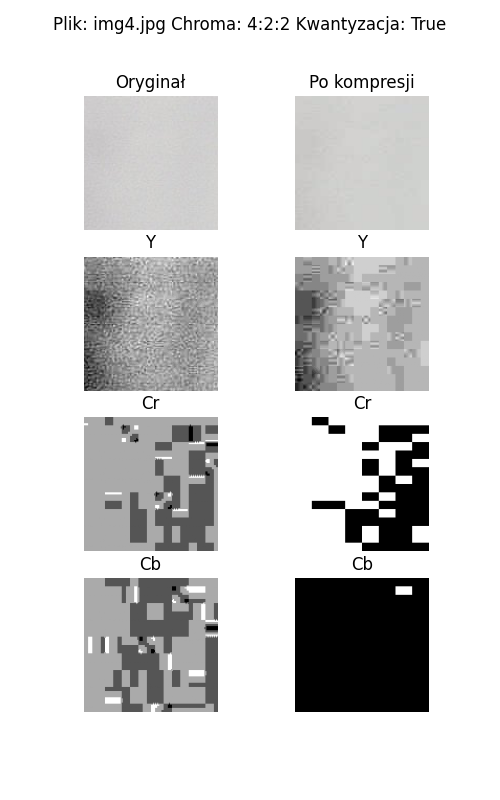 Plik: img4.jpg Chroma: 4:2:2 Kwantyzacja: True
Oryginał Po kompresji
Y Y
Cr Cr
Cb Cb